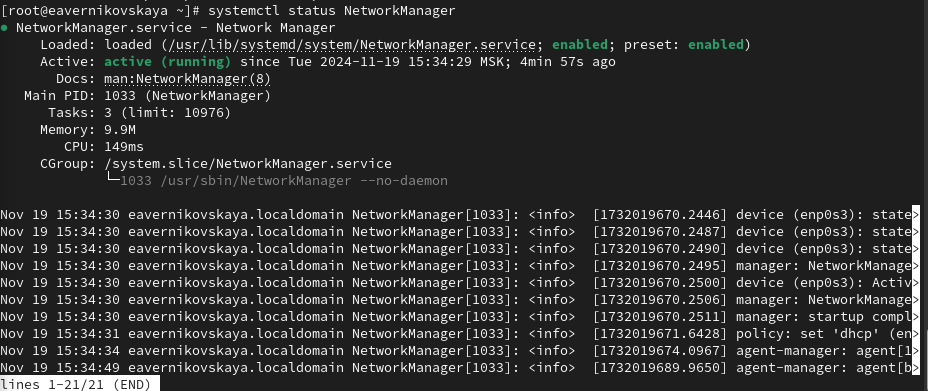 [root@eavernikovskaya ~]# systemctl status NetworkManager
● NetworkManager.service - Network Manager
     Loaded: loaded (/usr/lib/systemd/system/NetworkManager.service; enabled; preset: enabled)
     Active: active (running) since Tue 2024-11-19 15:34:29 MSK; 4min 57s ago
       Docs: man:NetworkManager(8)
   Main PID: 1033 (NetworkManager)
      Tasks: 3 (limit: 10976)
     Memory: 9.9M
        CPU: 149ms
     CGroup: /system.slice/NetworkManager.service
             └─1033 /usr/sbin/NetworkManager --no-daemon

Nov 19 15:34:30 eavernikovskaya.localdomain NetworkManager[1033]: <info>  [1732019670.2446] device (enp0s3): state>
Nov 19 15:34:30 eavernikovskaya.localdomain NetworkManager[1033]: <info>  [1732019670.2487] device (enp0s3): state>
Nov 19 15:34:30 eavernikovskaya.localdomain NetworkManager[1033]: <info>  [1732019670.2490] device (enp0s3): state>
Nov 19 15:34:30 eavernikovskaya.localdomain NetworkManager[1033]: <info>  [1732019670.2495] manager: NetworkManage>
Nov 19 15:34:30 eavernikovskaya.localdomain NetworkManager[1033]: <info>  [1732019670.2500] device (enp0s3): Activ>
Nov 19 15:34:30 eavernikovskaya.localdomain NetworkManager[1033]: <info>  [1732019670.2506] manager: NetworkManage>
Nov 19 15:34:30 eavernikovskaya.localdomain NetworkManager[1033]: <info>  [1732019670.2511] manager: startup compl>
Nov 19 15:34:31 eavernikovskaya.localdomain NetworkManager[1033]: <info>  [1732019671.6428] policy: set 'dhcp' (en>
Nov 19 15:34:34 eavernikovskaya.localdomain NetworkManager[1033]: <info>  [1732019674.0967] agent-manager: agent[1>
Nov 19 15:34:49 eavernikovskaya.localdomain NetworkManager[1033]: <info>  [1732019689.9650] agent-manager: agent[b>
lines 1-21/21 (END)